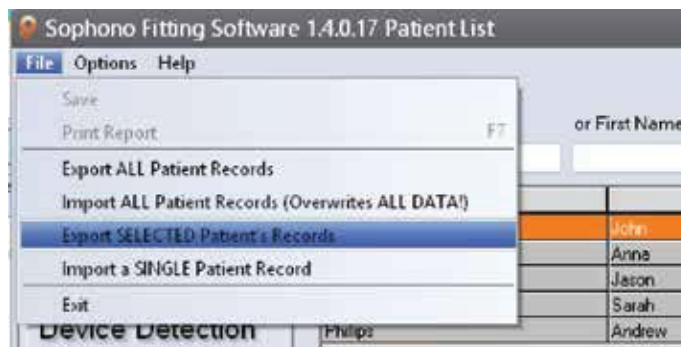 Sophono Fitting Software 1.4.0.17 Patient List
File Options Help
Save
Print Report F7
or First Name
Export ALL Patient Records
Import ALL Patient Records (Overwrites ALL DATA!)
Export SELECTED Patient's Records
John
Import a SINGLE Patient Record
Anna
Jason
Exit
Sarah
Device Detection
Philips
Andrew